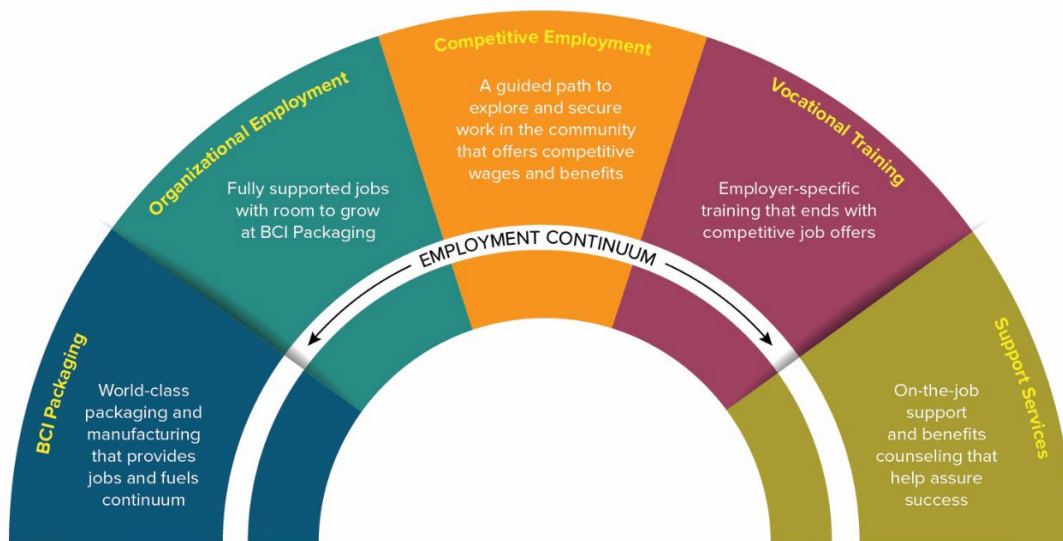 Competitive Employment
A guided path to
explore and secure
work in the community
that offers competitive
wages and benefits
Organizational Employment
Fully supported jobs
with room to grow
at BCI Packaging
Vocational Training
Employer-specific
training that ends with
competitive job offers
EMPLOYMENT CONTINUUM
BCI Packaging
World-class
packaging and
manufacturing
that provides
jobs and fuels
continuum
Support Services
On-the-job
support
and benefits
counseling that
help assure
success